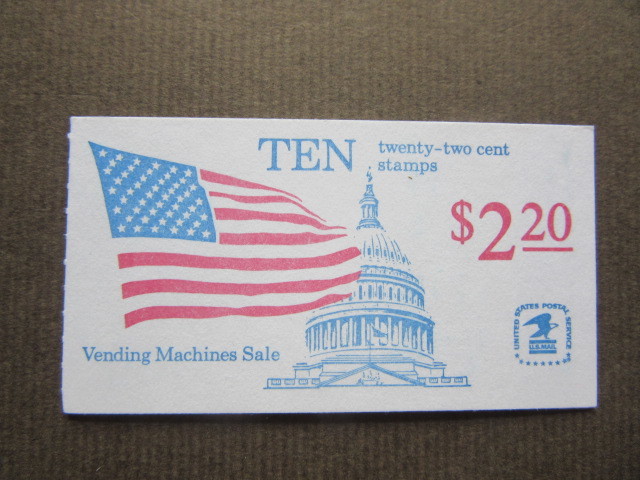 TEN
twenty-two cent
stamps
$2.20
Vending Machines Sale
UNITED STATES POSTAL SERVICE
U.S.MAIL